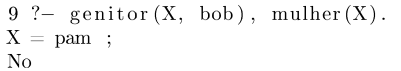 9 ?− genitor(X, bob), mulher(X).
X = pam ;
No